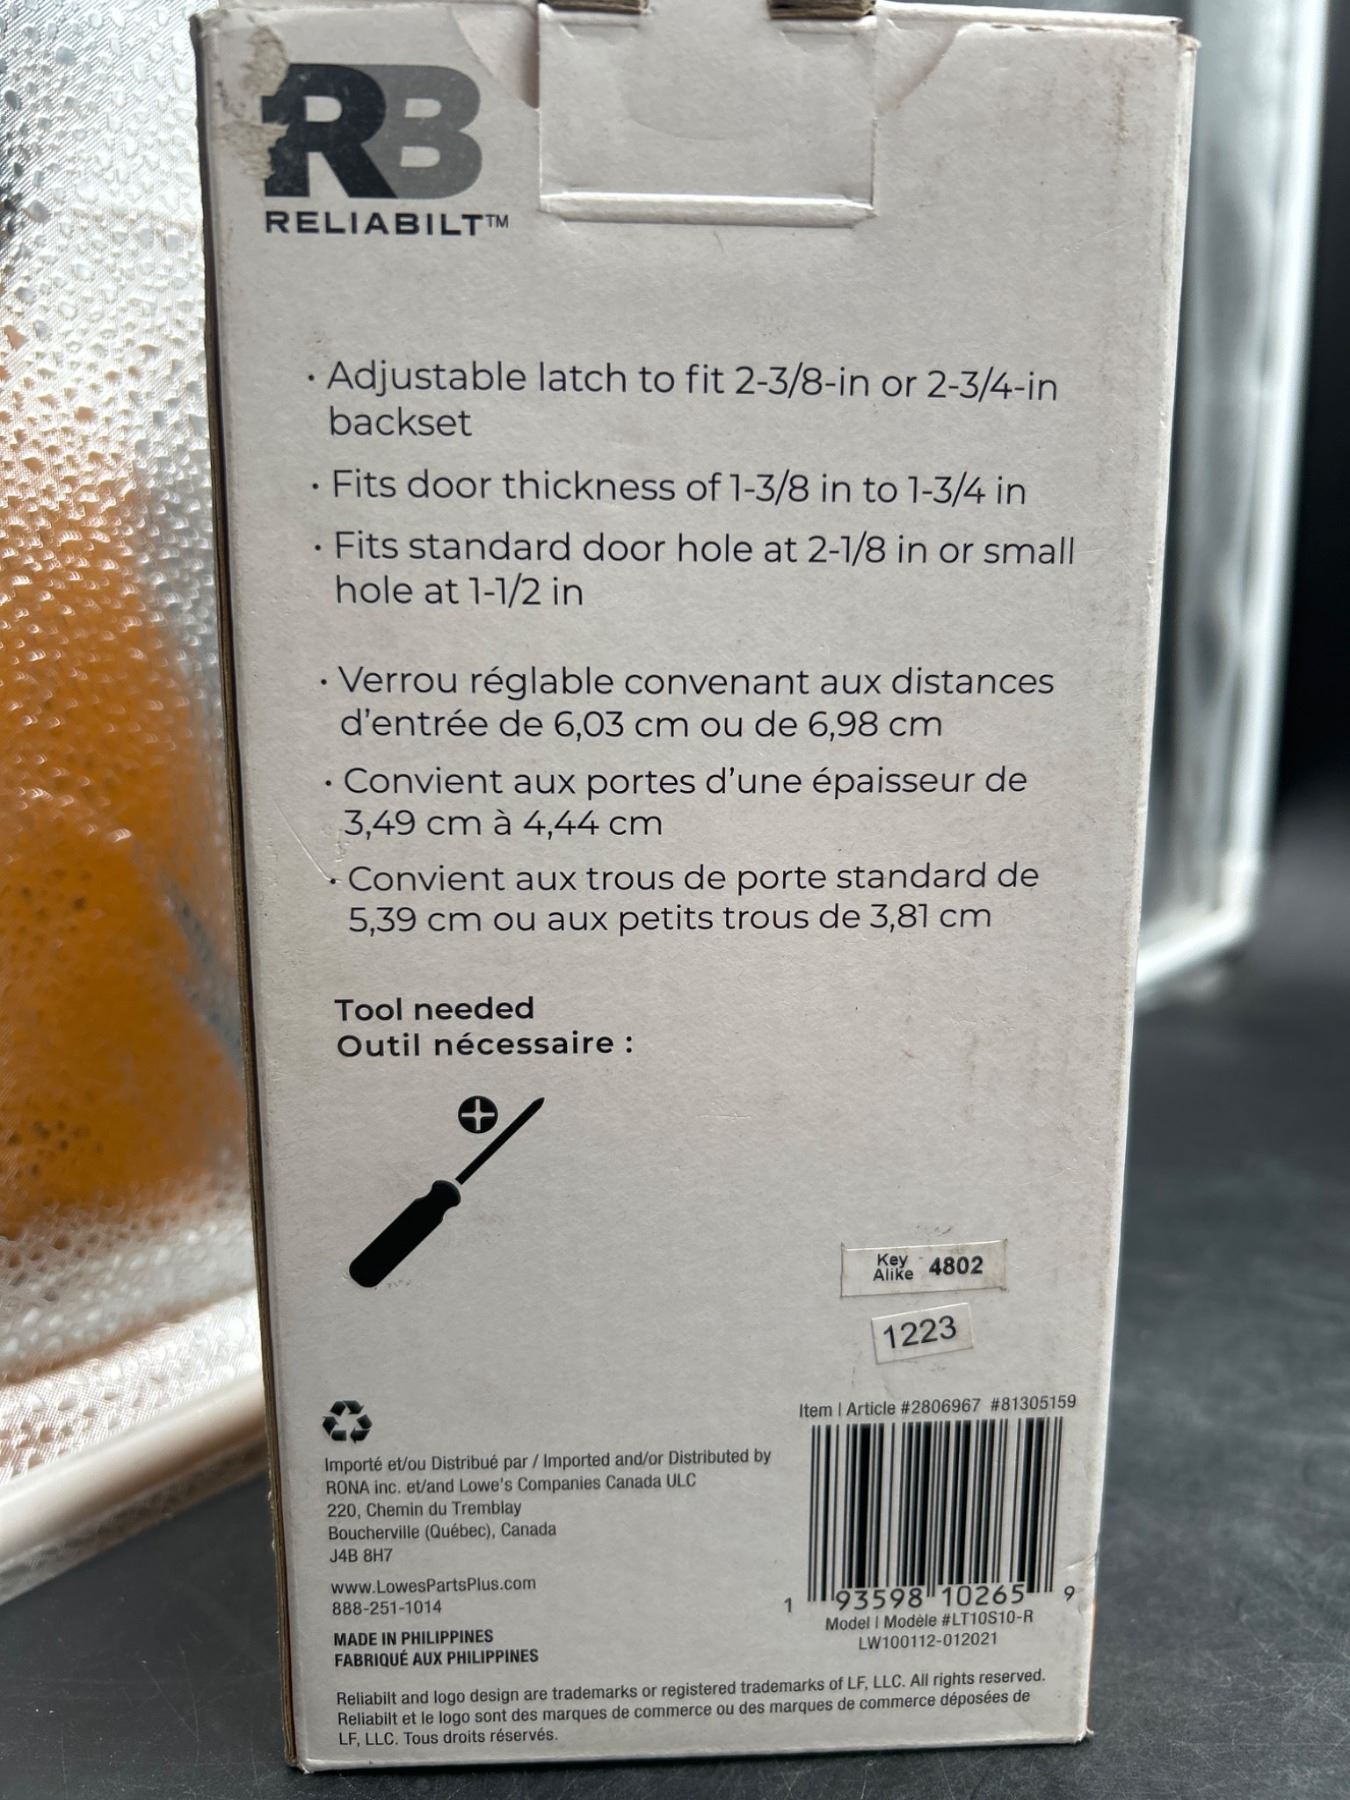 RB
RELIABILT™
· Adjustable latch to fit 2-3/8-in or 2-3/4-in
backset
· Fits door thickness of 1-3/8 in to 1-3/4 in
· Fits standard door hole at 2-1/8 in or small
hole at 1-1/2 in
· Verrou réglable convenant aux distances
d'entrée de 6,03 cm ou de 6,98 cm
· Convient aux portes d'une épaisseur de
3,49 cm à 4,44 cm
· Convient aux trous de porte standard de
5,39 cm ou aux petits trous de 3,81 cm
Tool needed
Outil nécessaire :
Key
Alike 4802
1223
Item | Article #2806967 #81305159
1 93598 10265 9
Model | Modèle #LT10S10-R
LW100112-012021
Importé et/ou Distribué par / Imported and/or Distributed by
RONA inc. et/and Lowe's Companies Canada ULC
220, Chemin du Tremblay
Boucherville (Québec), Canada
J4B 8H7
www.LowesPartsPlus.com
888-251-1014
MADE IN PHILIPPINES
FABRIQUÉ AUX PHILIPPINES
Reliabilt and logo design are trademarks or registered trademarks of LF, LLC. All rights reserved.
Reliabilt et le logo sont des marques de commerce ou des marques de commerce déposées de
LF, LLC. Tous droits réservés.